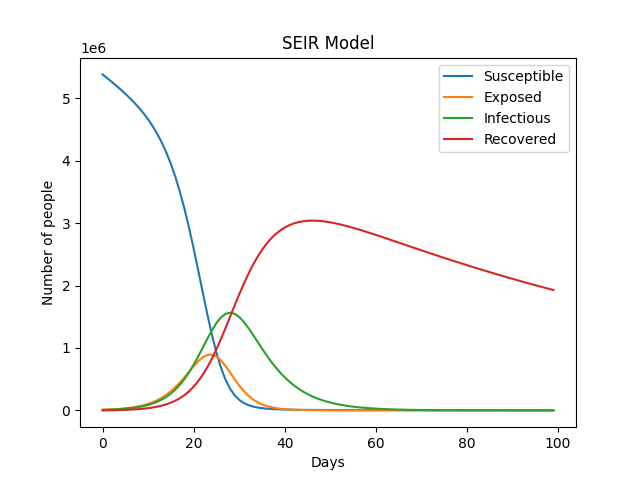 SEIR Model
1e6
Susceptible
Exposed
Infectious
Recovered
5
4
3
2
1
0
Number of people
0 20 40 60 80 100
Days